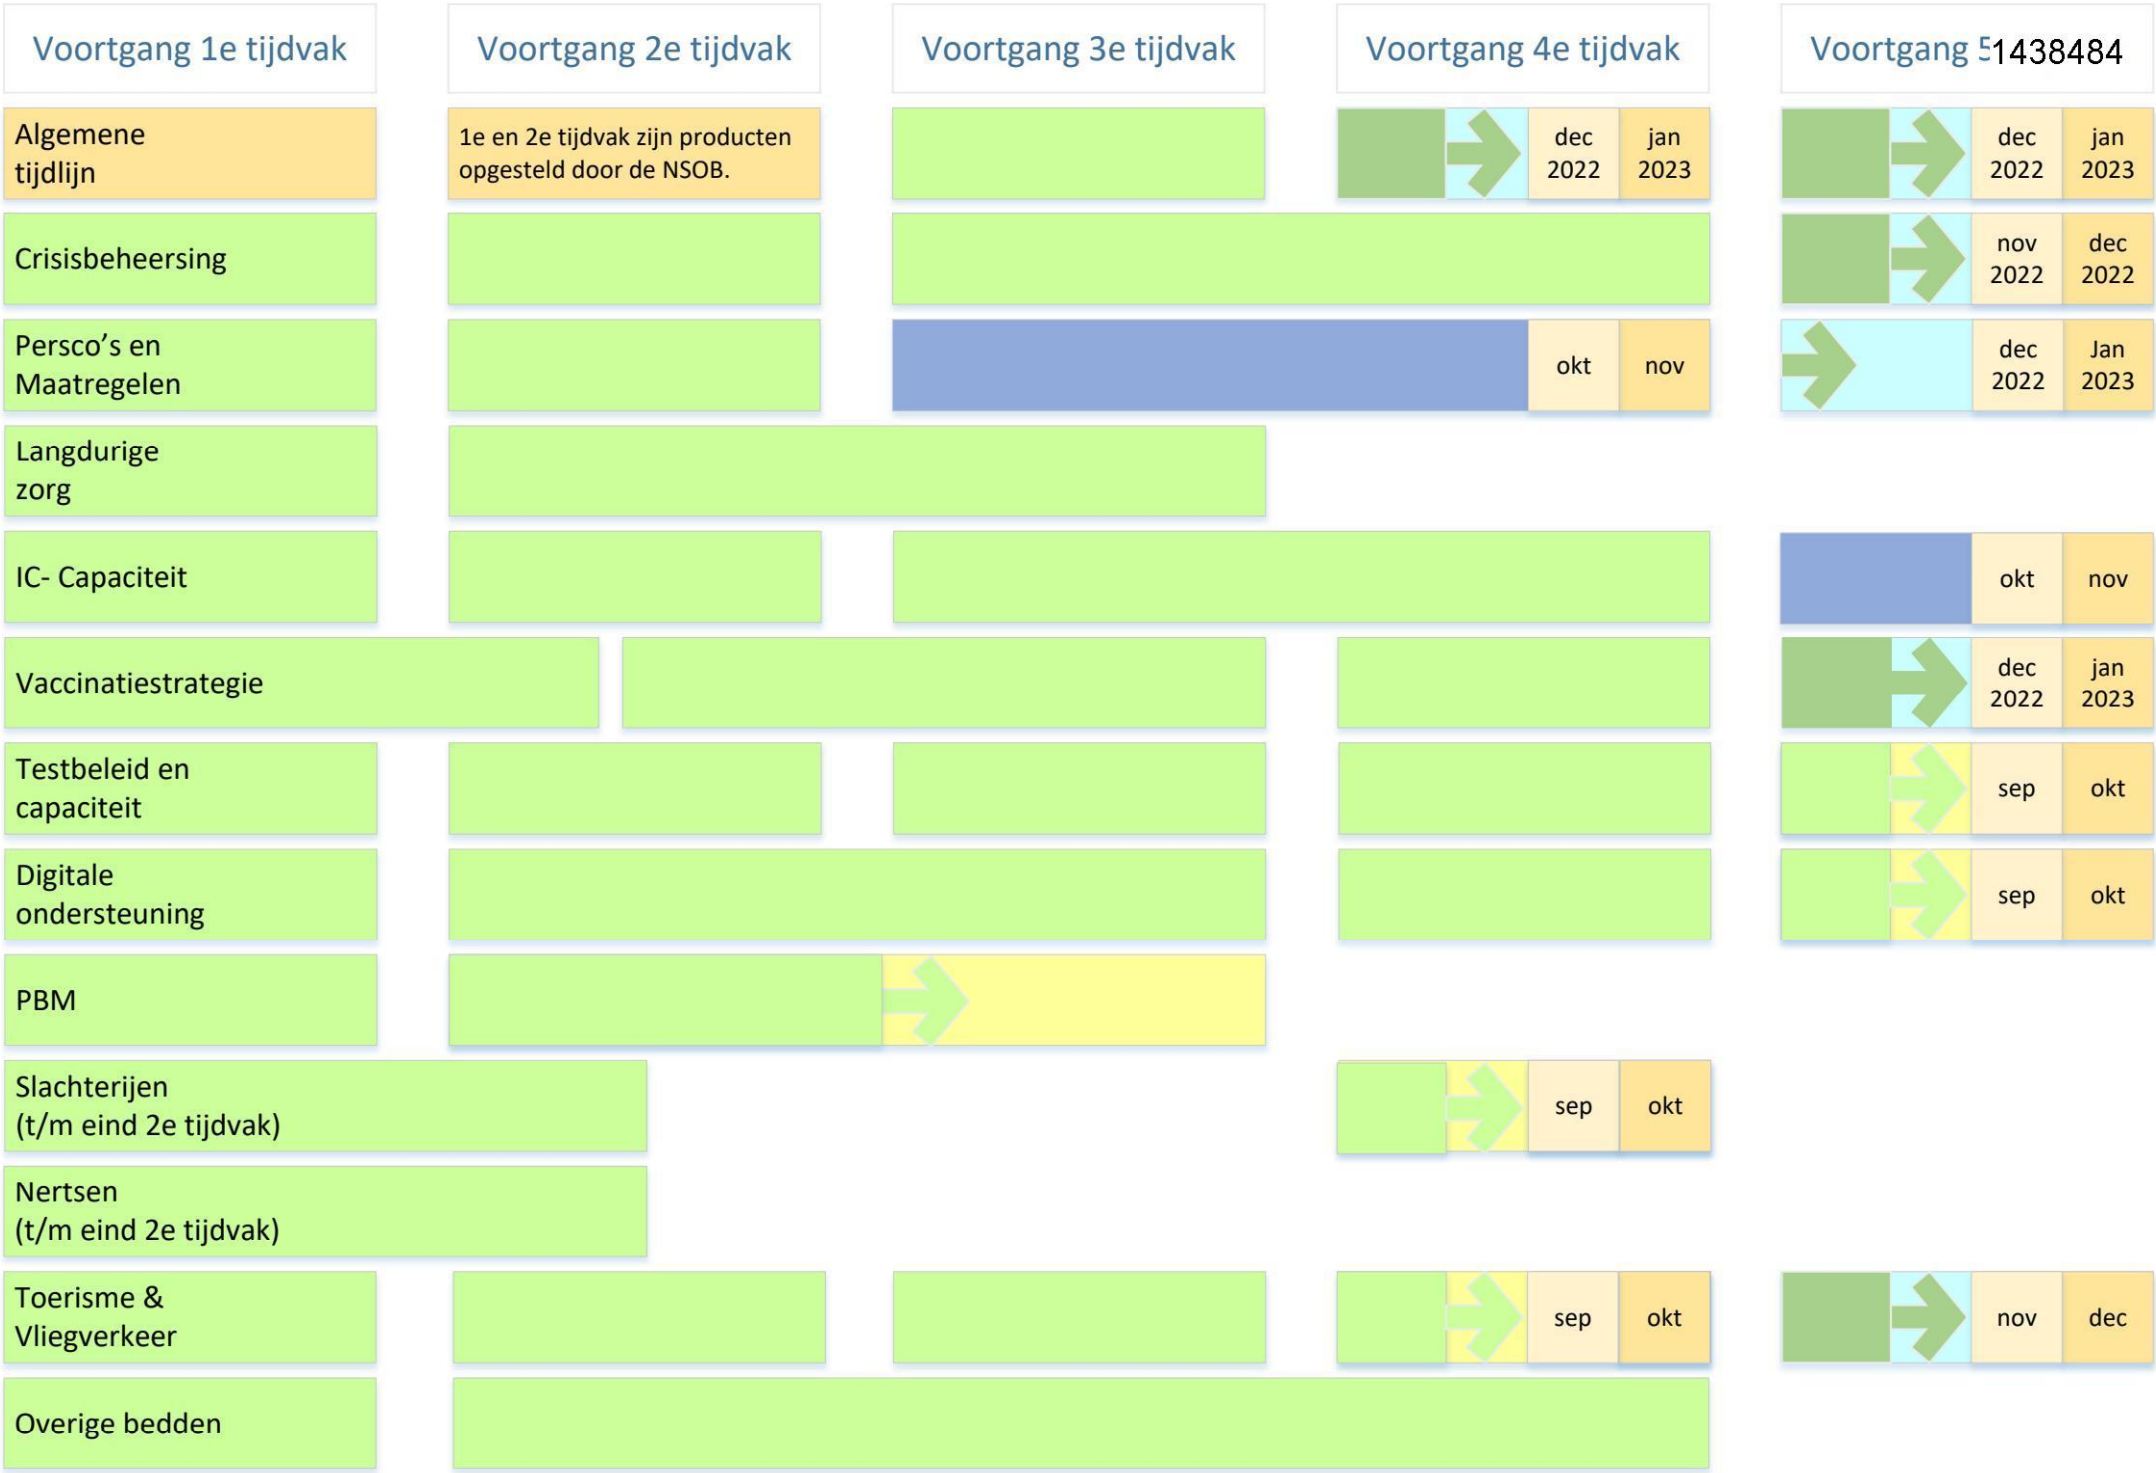 Voortgang 1e tijdvak
Voortgang 2e tijdvak
Voortgang 3e tijdvak
Voortgang 4e tijdvak
Voortgang 51438484
Algemene
tijdlijn
1e en 2e tijdvak zijn producten
opgesteld door de NSOB.
dec
2022
jan
2023
dec
2022
jan
2023
Crisisbeheersing
nov
2022
dec
2022
Persco’s en
Maatregelen
okt
nov
dec
2022
Jan
2023
Langdurige
zorg
IC- Capaciteit
okt
nov
Vaccinatiestrategie
dec
2022
jan
2023
Testbeleid en
capaciteit
sep
okt
Digitale
ondersteuning
sep
okt
PBM
Slachterijen
(t/m eind 2e tijdvak)
sep
okt
Nertsen
(t/m eind 2e tijdvak)
Toerisme &
Vliegverkeer
sep
okt
nov
dec
Overige bedden